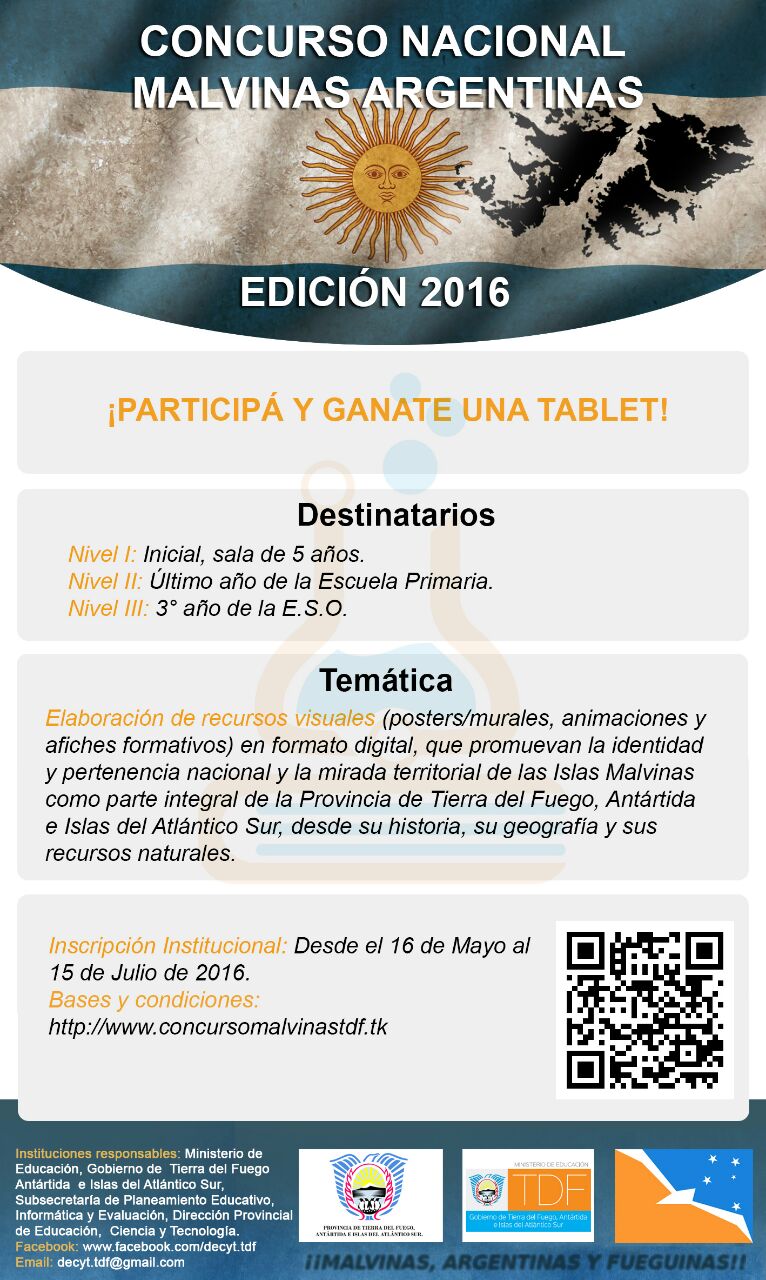 CONCURSO NACIONAL
MALVINAS ARGENTINAS
EDICIÓN 2016
¡PARTICIPÁ Y GANATE UNA TABLET!
Destinatarios
Nivel I: Inicial, sala de 5 años.
Nivel II: Último año de la Escuela Primaria.
Nivel III: 3° año de la E.S.O.
Temática
Elaboración de recursos visuales (posters/murales, animaciones y
afiches formativos) en formato digital, que promuevan la identidad
y pertenencia nacional y la mirada territorial de las Islas Malvinas
como parte integral de la Provincia de Tierra del Fuego, Antártida
e Islas del Atlántico Sur, desde su historia, su geografía y sus
recursos naturales.
Inscripción Institucional: Desde el 16 de Mayo al
15 de Julio de 2016.
Bases y condiciones:
http://www.concursomalvinastdf.tk
Instituciones responsables: Ministerio de
Educación, Gobierno de Tierra del Fuego
Antártida e Islas del Atlántico Sur,
Subsecretaría de Planeamiento Educativo,
Informática y Evaluación, Dirección Provincial
de Educación, Ciencia y Tecnología.
Facebook: www.facebook.com/decyt.tdf
Email: decyt.tdf@gmail.com
PROVINCIA DE TIERRA DEL FUEGO,
ANTÁRTIDA E ISLAS DEL ATLÁNTICO SUR.
MINISTERIO DE EDUCACIÓN
TDF
Gobierno de Tierra del Fuego, Antártida
e Islas del Atlántico Sur
¡¡MALVINAS, ARGENTINAS Y FUEGUINAS!!